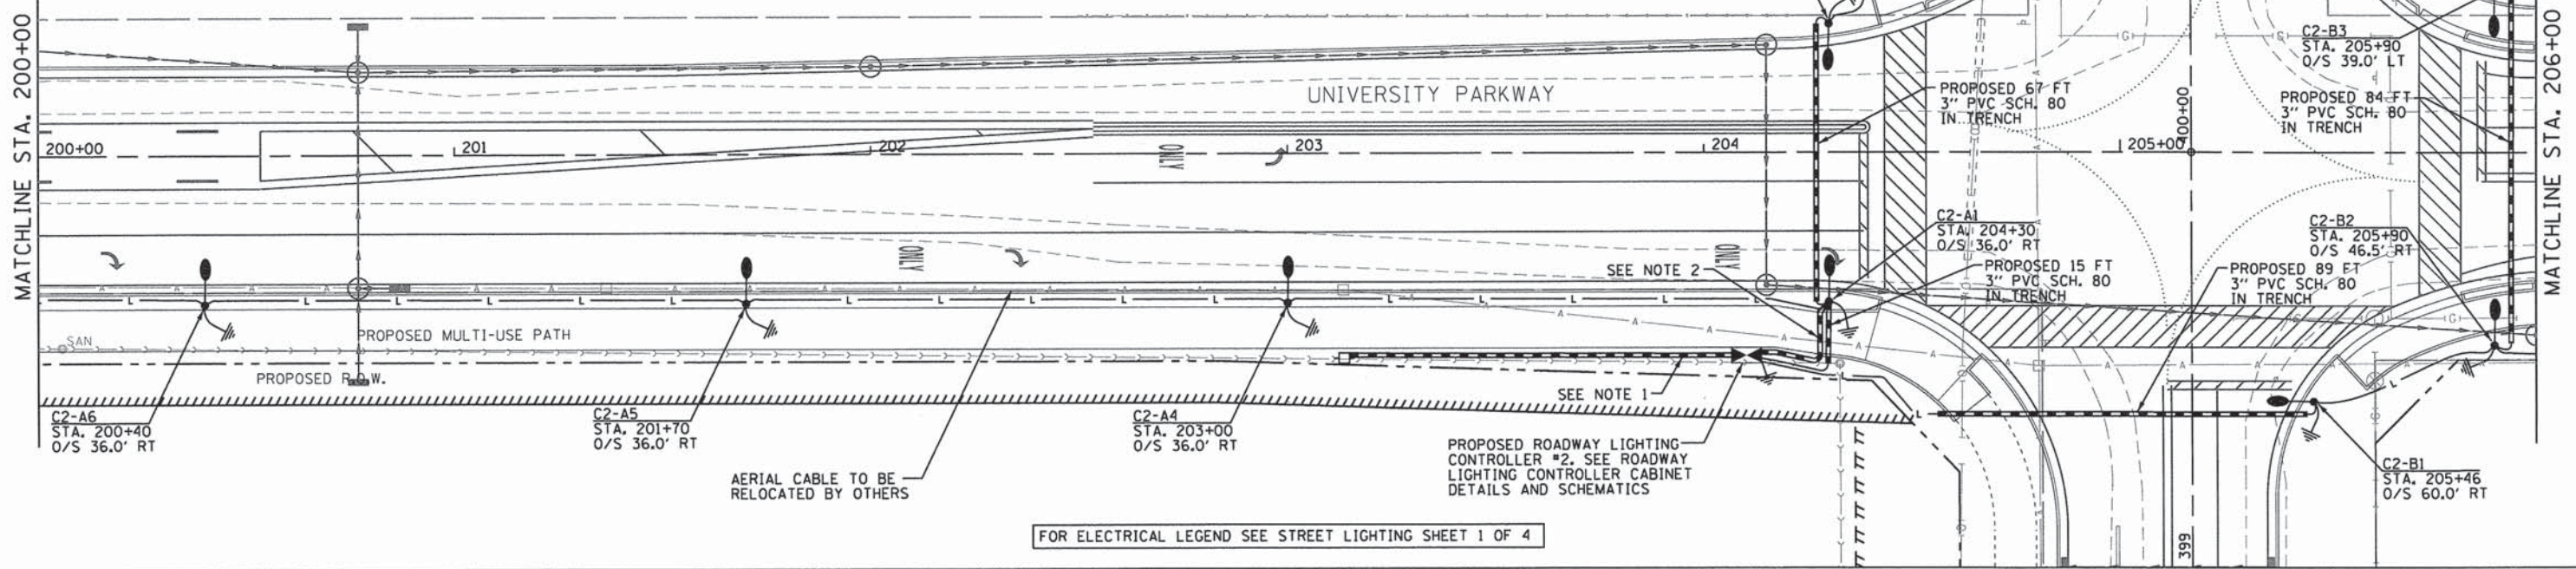 MATCHLINE STA. 200+00
UNIVERSITY PARKWAY
200+00
201
202
203
204
205+00
400+00
399
ONLY
ONLY
ONLY
PROPOSED 67 FT
3" PVC SCH. 80
IN TRENCH
C2-B3
STA. 205+90
O/S 39.0' LT
PROPOSED 84 FT
3" PVC SCH. 80
IN TRENCH
C2-A1
STA. 204+30
O/S 36.0' RT
PROPOSED 15 FT
3" PVC SCH. 80
IN TRENCH
C2-B2
STA. 205+90
O/S 46.5' RT
PROPOSED 89 FT
3" PVC SCH. 80
IN TRENCH
SEE NOTE 2
SAN
PROPOSED MULTI-USE PATH
PROPOSED R.O.W.
SEE NOTE 1
C2-A6
STA. 200+40
O/S 36.0' RT
C2-A5
STA. 201+70
O/S 36.0' RT
C2-A4
STA. 203+00
O/S 36.0' RT
AERIAL CABLE TO BE
RELOCATED BY OTHERS
PROPOSED ROADWAY LIGHTING
CONTROLLER #2. SEE ROADWAY
LIGHTING CONTROLLER CABINET
DETAILS AND SCHEMATICS
C2-B1
STA. 205+46
O/S 60.0' RT
FOR ELECTRICAL LEGEND SEE STREET LIGHTING SHEET 1 OF 4
MATCHLINE STA. 206+00